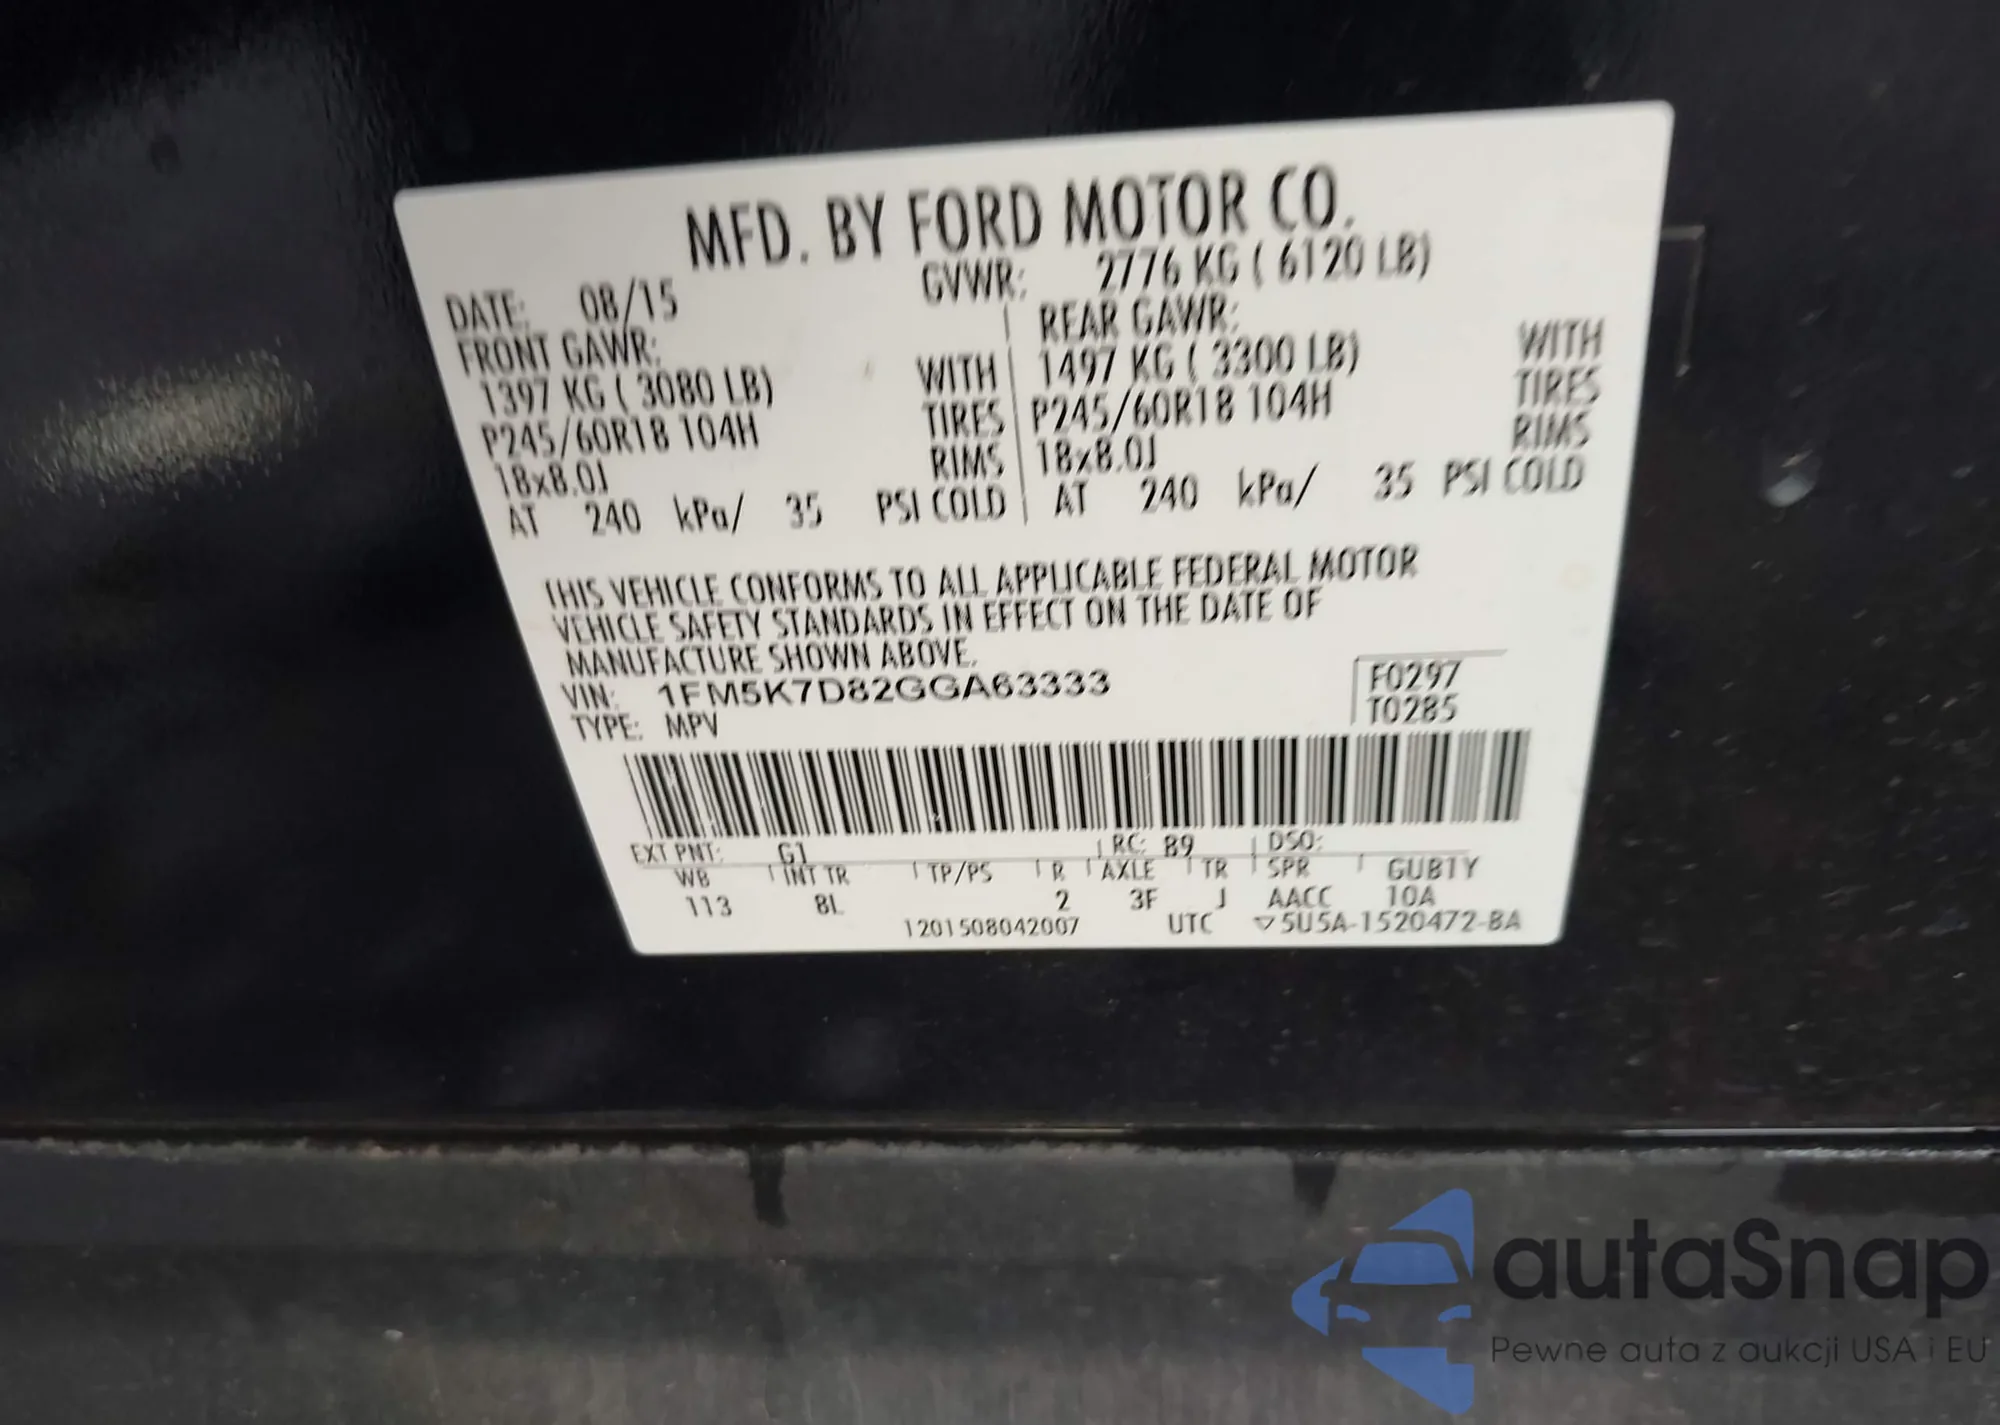 MFD. BY FORD MOTOR CO.
DATE: 08/15 GVWR: 2776 KG ( 6120 LB)
FRONT GAWR: REAR GAWR:
1397 KG ( 3080 LB) WITH 1497 KG ( 3300 LB) WITH
P245/60R18 104H TIRES P245/60R18 104H TIRES
18x8.0J RIMS 18x8.0J RIMS
AT 240 kPa/ 35 PSI COLD AT 240 kPa/ 35 PSI COLD
THIS VEHICLE CONFORMS TO ALL APPLICABLE FEDERAL MOTOR
VEHICLE SAFETY STANDARDS IN EFFECT ON THE DATE OF
MANUFACTURE SHOWN ABOVE.
VIN: 1FM5K7D82GGA63333 F0297
TYPE: MPV T0285
EXT PNT: G1 RC: 89 DSO:
WB INT TR TP/PS R AXLE TR SPR GUB1Y
113 8L 2 3F J AACC 10A
1201508042007 UTC ▽5U5A-1520472-BA
autaSnap
Pewne auta z aukcji USA i EU